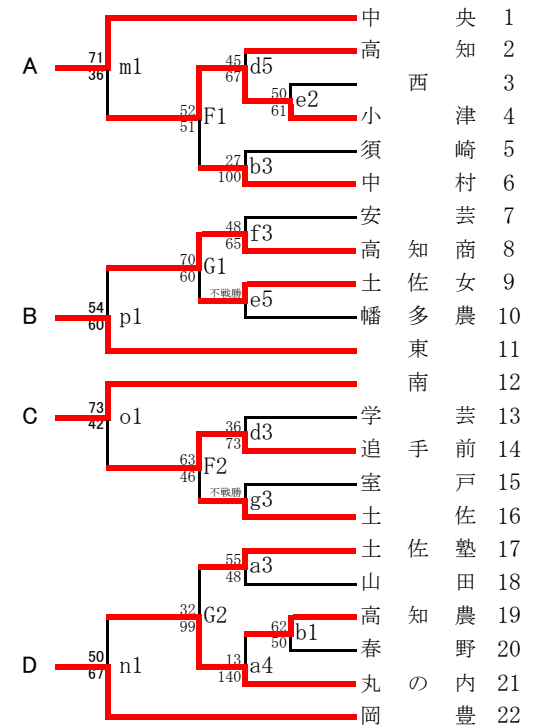 中央 1
71 45 高知 2
A 36 m1 67 d5
50 西 3
61 e2
52 F1 小津 4
51
27 須崎 5
100 b3
中村 6
48 安芸 7
65 f3
70 G1 高知商 8
60
不戦勝 e5 土佐女 9
54 幡多農 10
B 60 p1
東 11
南 12
73
C 42 o1 36 学芸 13
73 d3
63 F2 追手前 14
46
不戦勝 g3 室戸 15
土佐 16
55 土佐塾 17
48 a3
山田 18
32 G2 62 高知農 19
99 50 b1
13 春野 20
50 140 a4
D 67 n1 丸の内 21
岡豊 22